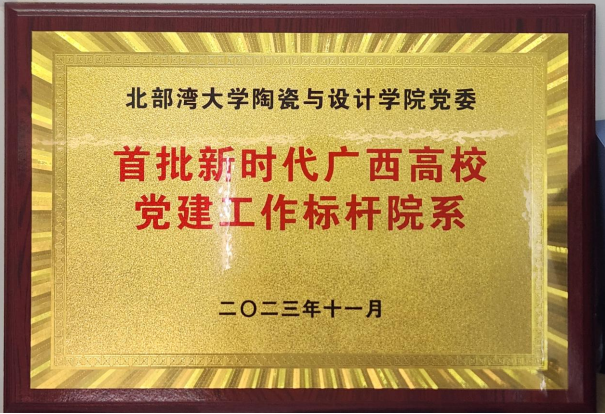 北部湾大学陶瓷与设计学院党委
首批新时代广西高校
党建工作标杆院系
二〇二三年十一月